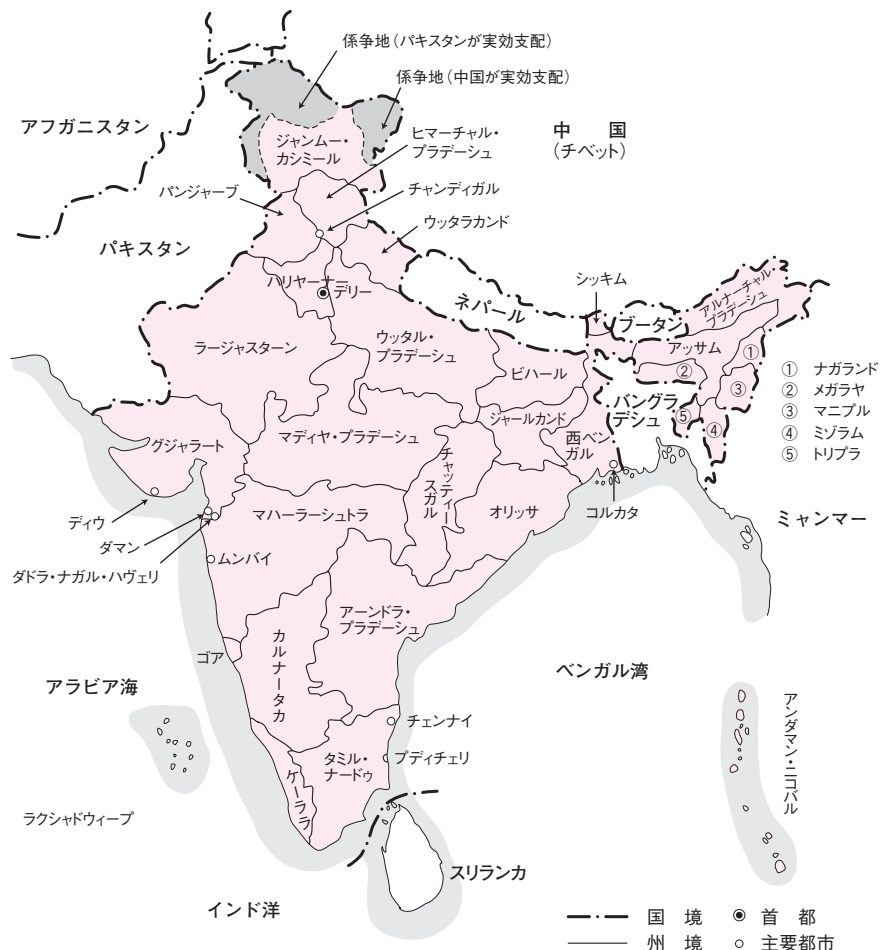 係争地（パキスタンが実効支配）
係争地（中国が実効支配）
アフガニスタン
中　国
（チベット）
ジャンムー・
カシミール
ヒマーチャル・
プラデーシュ
パンジャーブ
チャンディガル
ウッタラカンド
パキスタン
ハリヤーナー
デリー
ネパール
シッキム
ブータン
アルナーチャル・
プラデーシュ
ラージャスターン
ウッタル・
プラデーシュ
アッサム
ビハール
バングラ
デシュ
① 
②
③
④
⑤
① ナガランド
② メガラヤ
③ マニプル
④ ミゾラム
⑤ トリプラ
グジャラート
マディヤ・プラデーシュ
ジャールカンド
西ベン
ガル
チャッティー
スガル
オリッサ
コルカタ
ミャンマー
ディウ
ダマン
ダドラ・ナガル・ハヴェリ
マハーラーシュトラ
ムンバイ
アーンドラ・
プラデーシュ
カルナータカ
ゴア
アラビア海
ベンガル湾
チェンナイ
プディチェリ
タミル・
ナードゥ
ケーララ
アンダマン・ニコバル
ラクシャドウィープ
スリランカ
インド洋
国　境
首　都
州　境
主要都市